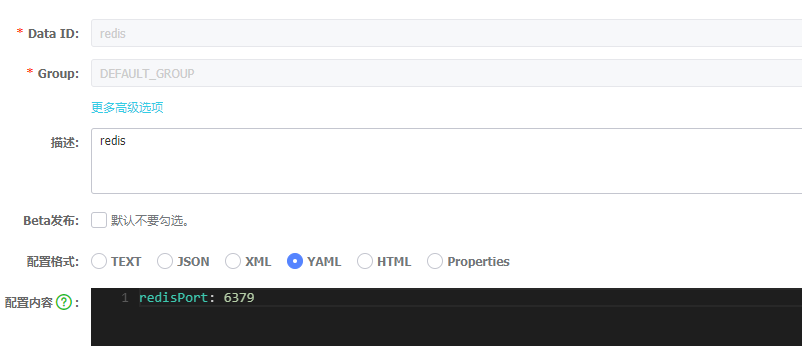 * Data ID: redis
* Group: DEFAULT_GROUP
更多高级选项
描述: redis
Beta发布: 默认不要勾选。
配置格式: TEXT JSON XML YAML HTML Properties
配置内容 ? : 1 redisPort: 6379